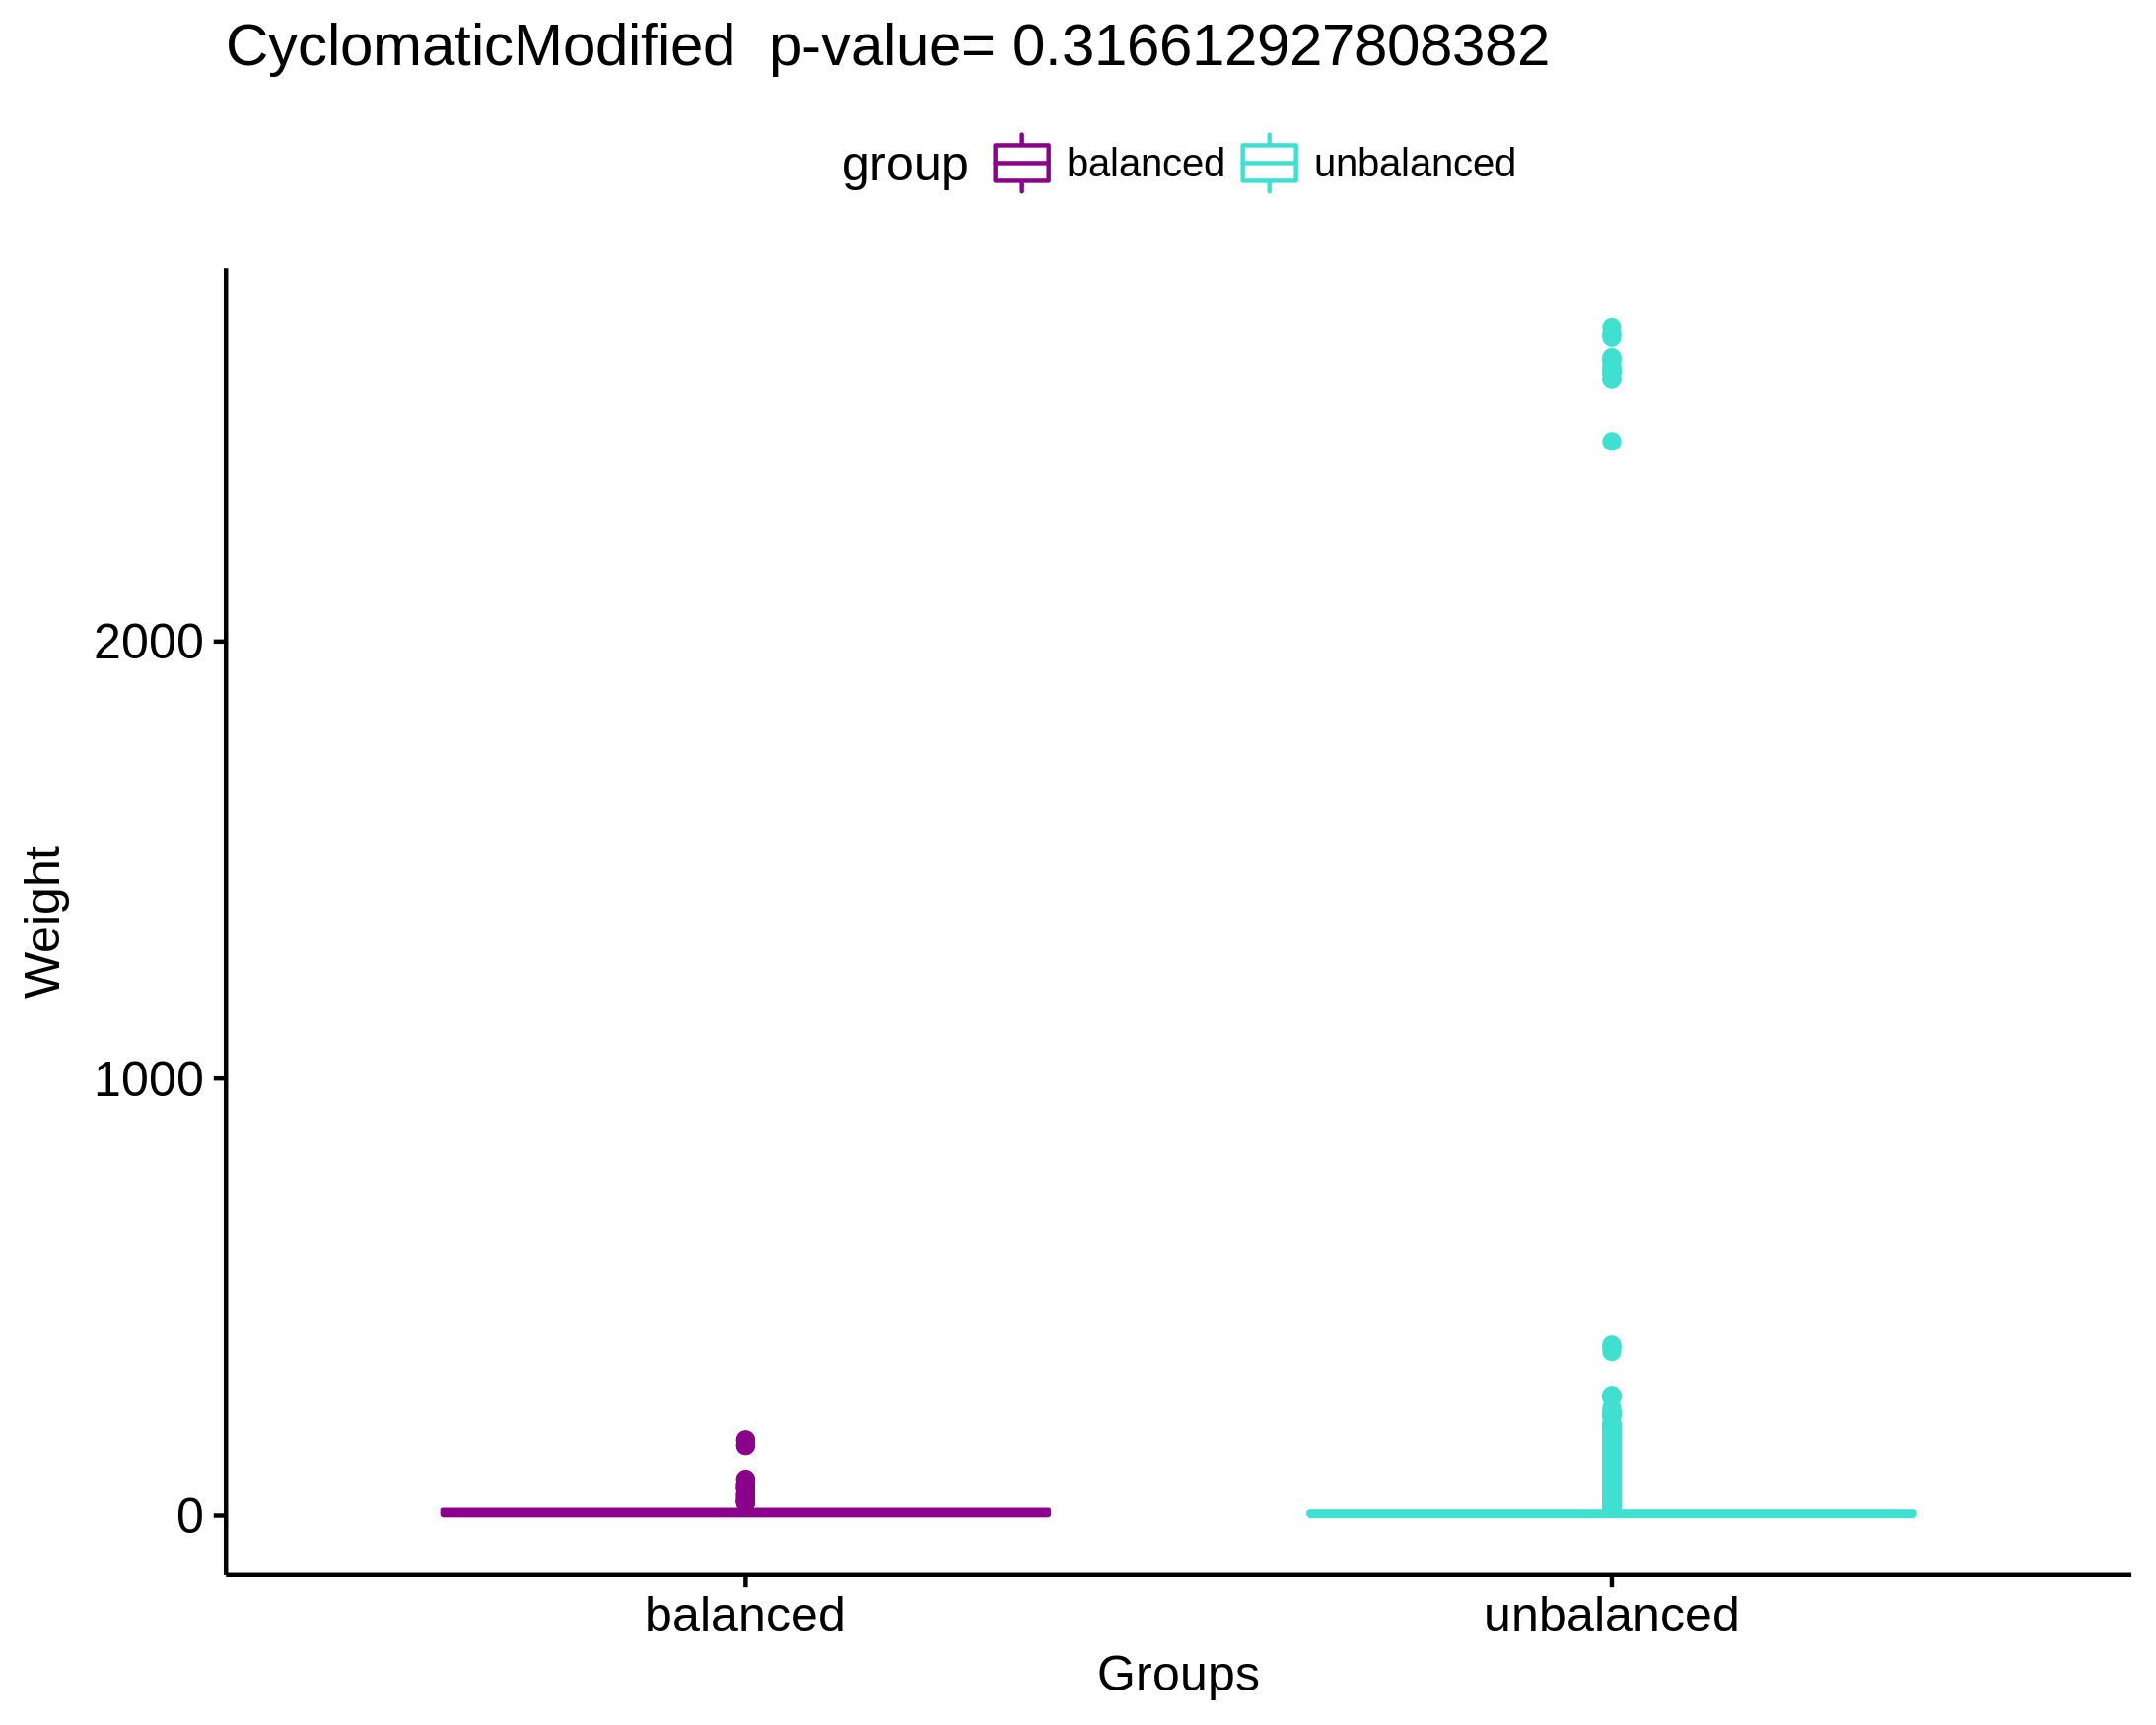 CyclomaticModified  p-value= 0.316612927808382
group balanced unbalanced
Weight
2000
1000
0
balanced unbalanced
Groups